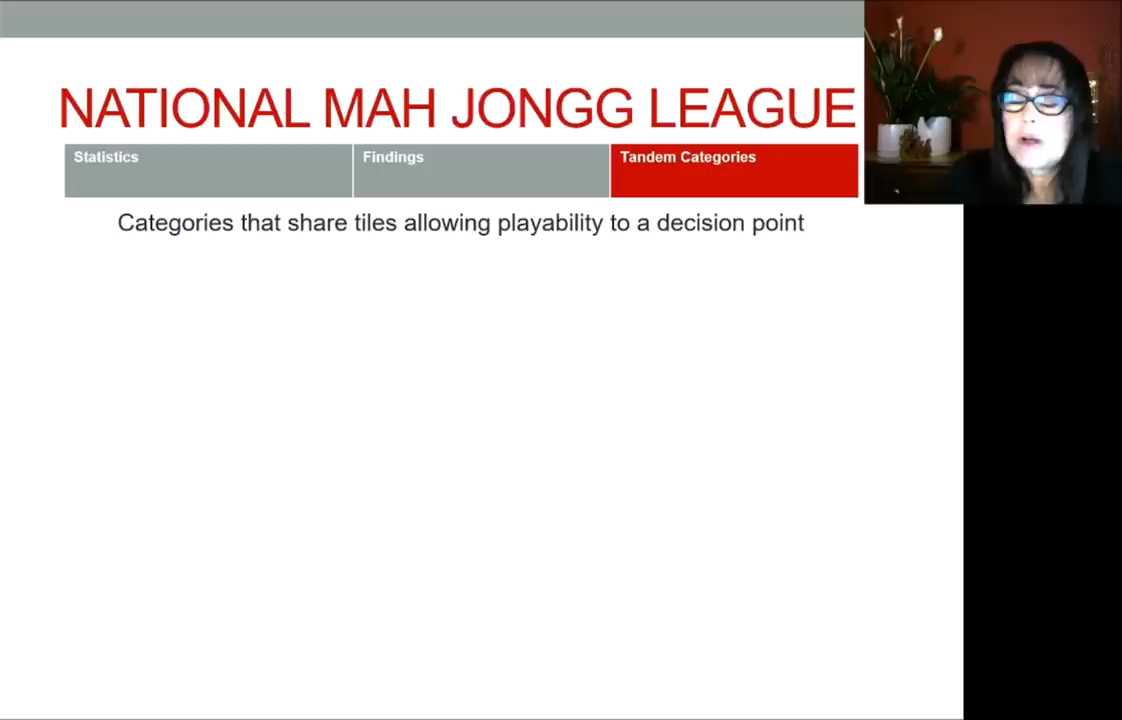 NATIONAL MAH JONGG LEAGUE
Statistics
Findings
Tandem Categories
Categories that share tiles allowing playability to a decision point